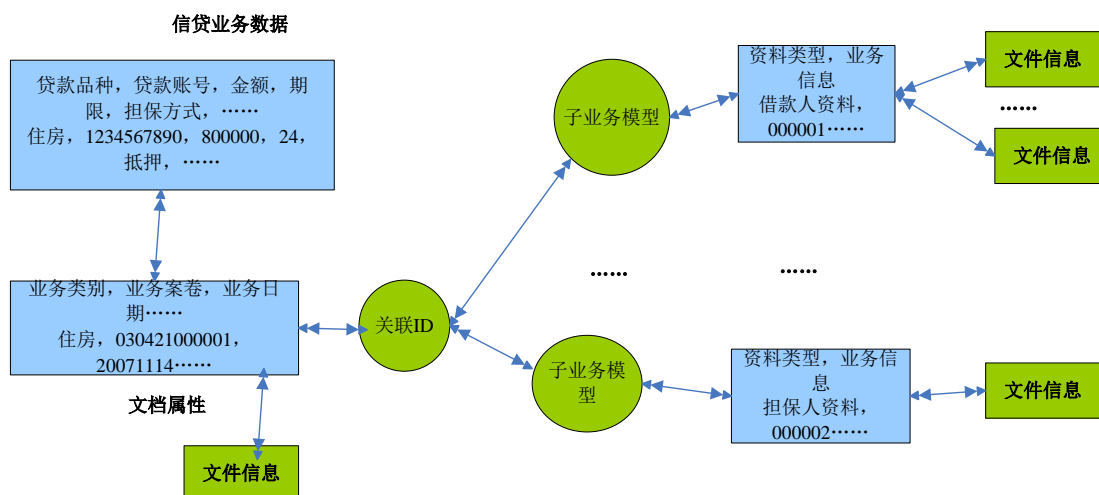 信贷业务数据
贷款品种，贷款账号，金额，期
限，担保方式，……
住房，1234567890，800000，24，
抵押，……
业务类别，业务案卷，业务日
期……
住房，030421000001，
20071114……
文档属性
文件信息
关联ID
子业务模型
……
子业务模
型
资料类型，业务
信息
借款人资料，
000001……
……
资料类型，业务信
息
担保人资料，
000002……
文件信息
……
文件信息
文件信息